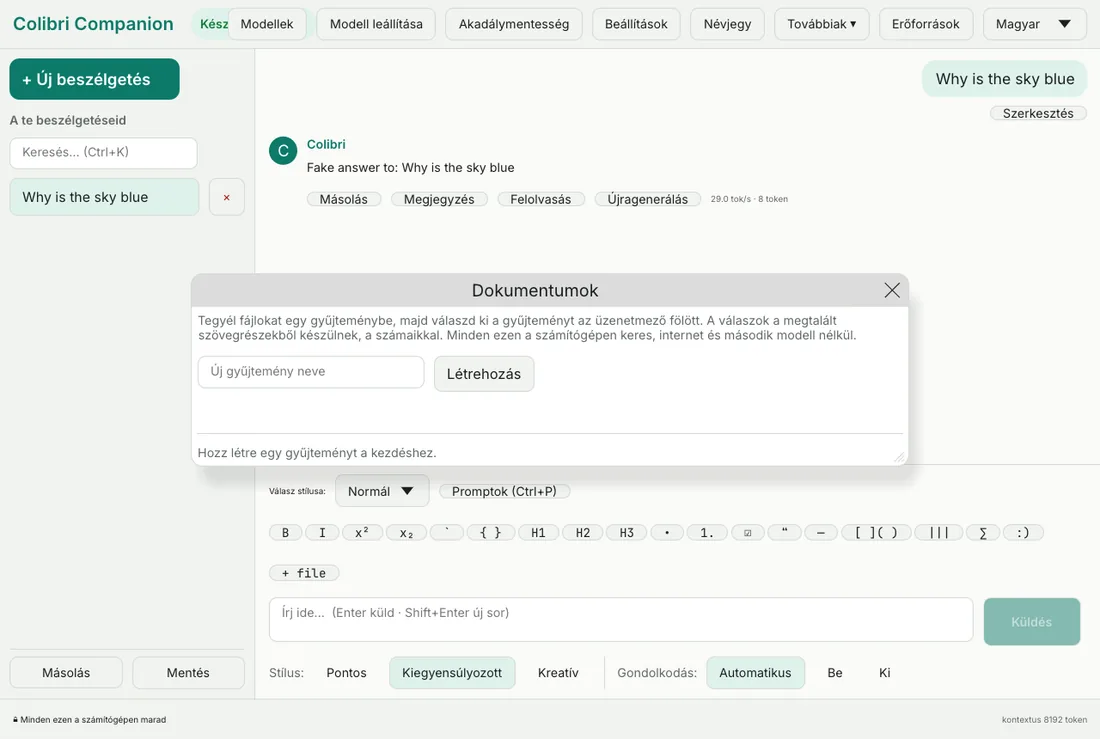 Colibri Companion
Kész
Modellek
Modell leállítása
Akadálymentesség
Beállítások
Névjegy
Továbbiak ▾
Erőforrások
Magyar
+ Új beszélgetés
A te beszélgetéseid
Keresés... (Ctrl+K)
Why is the sky blue
×
Why is the sky blue
Szerkesztés
C
Colibri
Fake answer to: Why is the sky blue
Másolás
Megjegyzés
Felolvasás
Újragenerálás
29.0 tok/s · 8 token
Dokumentumok
Tegyél fájlokat egy gyűjteménybe, majd válaszd ki a gyűjteményt az üzenetmező fölött. A válaszok a megtalált
szövegrészekből készülnek, a számaikkal. Minden ezen a számítógépen keres, internet és második modell nélkül.
Új gyűjtemény neve
Létrehozás
Hozz létre egy gyűjteményt a kezdéshez.
Válasz stílusa:
Normál
Promptok (Ctrl+P)
B I x² x₂ ` { } H1 H2 H3 • 1. ☑ “ — [ ]( ) ||| ∑ :)
+ file
Írj ide... (Enter küld · Shift+Enter új sor)
Küldés
Másolás
Mentés
Stílus:
Pontos
Kiegyensúlyozott
Kreatív
Gondolkodás:
Automatikus
Be
Ki
Minden ezen a számítógépen marad
kontextus 8192 token